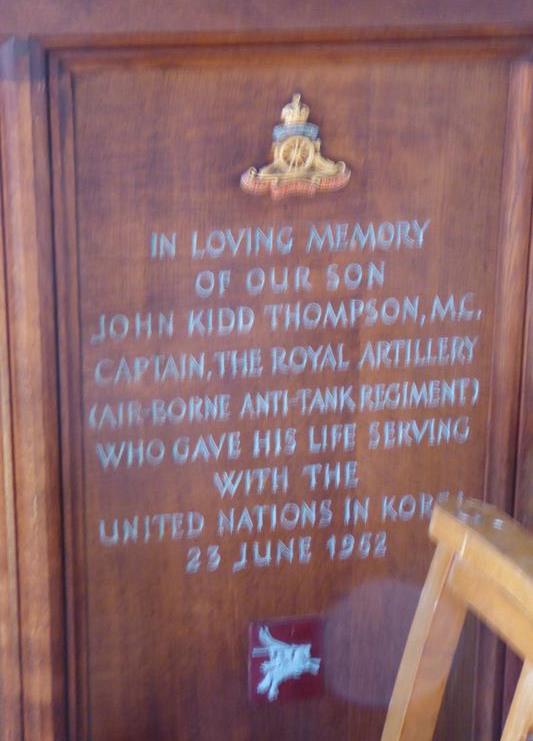 IN LOVING MEMORY
OF OUR SON
JOHN KIDD THOMPSON, M.C.
CAPTAIN, THE ROYAL ARTILLERY
(AIR-BORNE ANTI-TANK REGIMENT)
WHO GAVE HIS LIFE SERVING
WITH THE
UNITED NATIONS IN KOREA
23 JUNE 1952